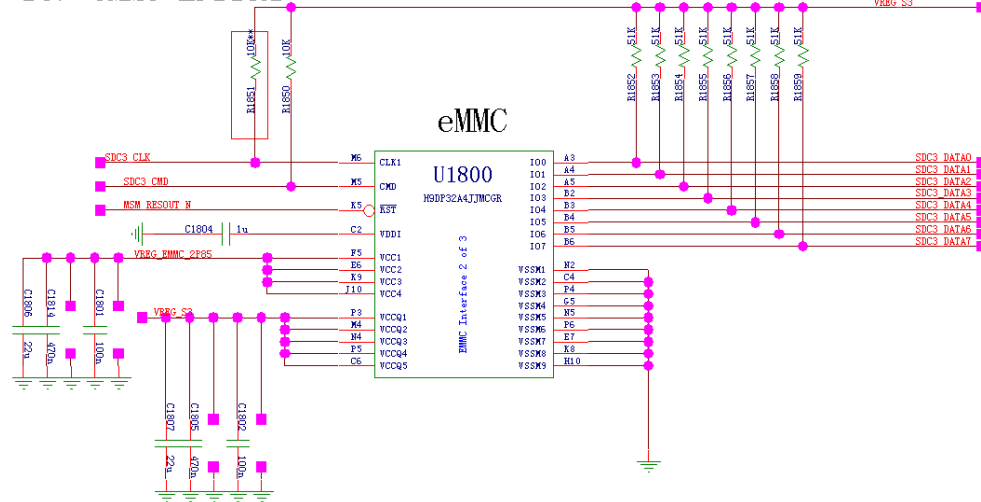 VREG_S3
10K**
10K
51K
51K
51K
51K
51K
51K
51K
51K
R1851
R1850
R1852
R1853
R1854
R1855
R1856
R1857
R1858
R1859
eMMC
SDC3_CLK
M6
CLK1
U1800
IO0
A3
SDC3_DATA0
IO1
A4
SDC3_DATA1
SDC3_CMD
M5
CMD
IO2
A5
SDC3_DATA2
H9DP32A4JJMCGR
IO3
B2
SDC3_DATA3
MSM_RESOUT_N
K5
RST
IO4
B3
SDC3_DATA4
IO5
B4
SDC3_DATA5
C1804
1u
C2
VDDI
IO6
B5
SDC3_DATA6
IO7
B6
SDC3_DATA7
VREG_EMMC_2P85
F5
VCC1
E6
VCC2
K9
VCC3
J10
VCC4
EMMC Interface 2 of 3
VSSM1
N2
VSSM2
C4
VSSM3
P4
VSSM4
G5
VSSM5
N5
VSSM6
P6
VSSM7
E7
VSSM8
K8
VSSM9
H10
VREG_S3
P3
VCCQ1
M4
VCCQ2
N4
VCCQ3
P5
VCCQ4
C6
VCCQ5
C1806
C1814
C1801
22u
470n
100n
C1807
C1805
C1802
22u
470n
100n